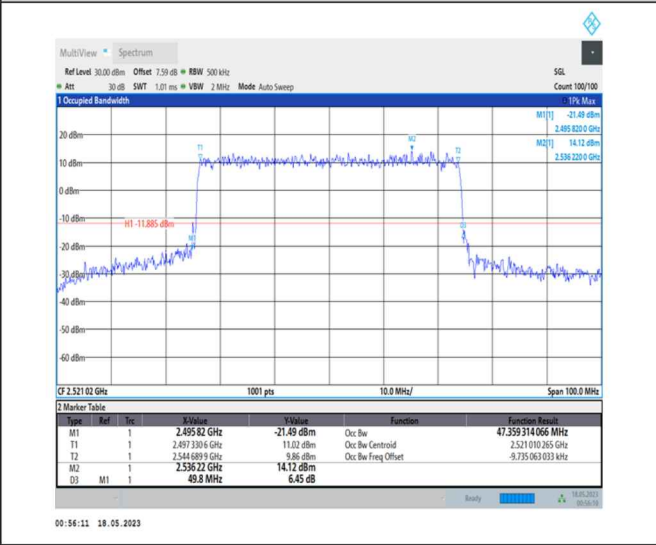 MultiView Spectrum
Ref Level 30.00 dBm Offset 7.59 dB RBW 500 kHz SGL
Att 30 dB SWT 1.01 ms VBW 2 MHz Mode Auto Sweep Count 100/100
1 Occupied Bandwidth 1Pk Max
M1[1] -21.49 dBm
2.495 820 0 GHz
M2[1] 14.12 dBm
2.536 220 0 GHz
20 dBm
T1
M2
T2
10 dBm
0 dBm
-10 dBm
H1 -11.885 dBm
M1
D3
-20 dBm
-30 dBm
-40 dBm
-50 dBm
-60 dBm
CF 2.521 02 GHz 1001 pts 10.0 MHz/ Span 100.0 MHz
2 Marker Table
Type Ref Trc X-Value Y-Value Function Function Result
M1 1 2.495 82 GHz -21.49 dBm Occ Bw 47.359 314 066 MHz
T1 1 2.497 330 6 GHz 11.02 dBm Occ Bw Centroid 2.521 010 265 GHz
T2 1 2.544 689 9 GHz 9.86 dBm Occ Bw Freq Offset -9.735 063 033 kHz
M2 1 2.536 22 GHz 14.12 dBm
D3 M1 1 49.8 MHz 6.45 dB
Ready 18.05.2023
00:56:10
00:56:11 18.05.2023